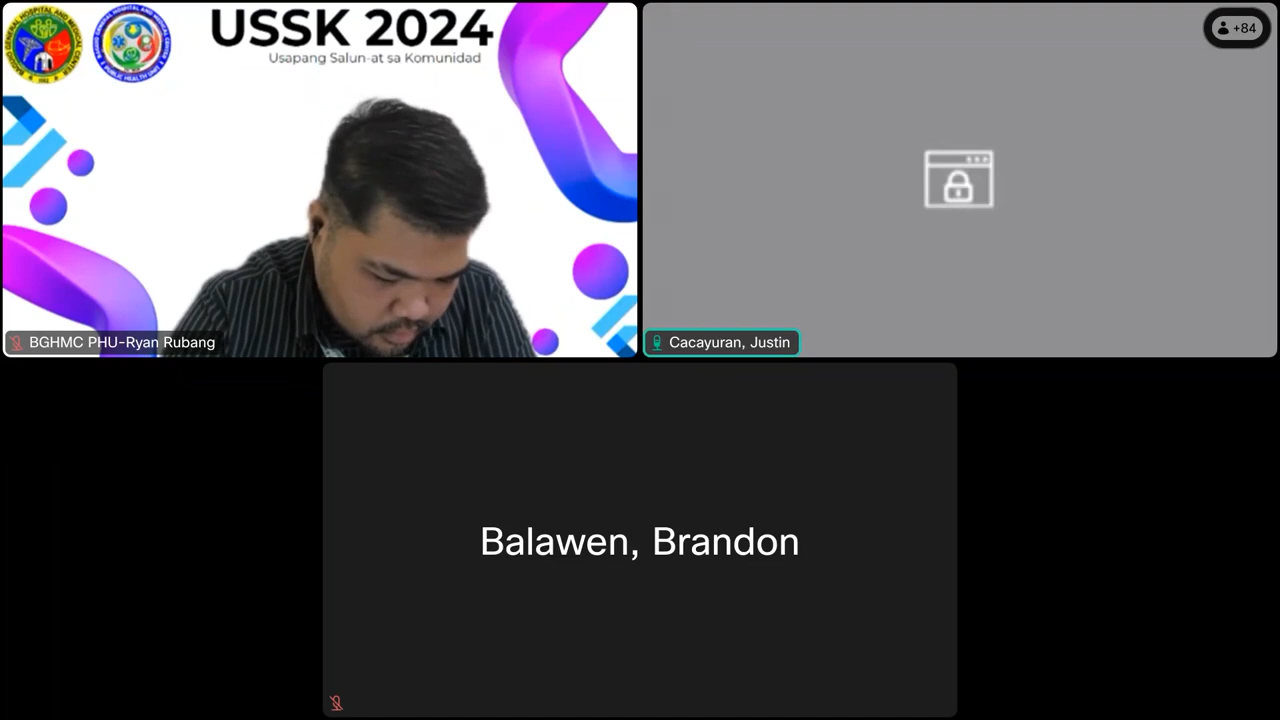 USSK 2024
Usapang Salun-at sa Komunidad
+84
BGHMC PHU-Ryan Rubang
Cacayuran, Justin
Balawen, Brandon